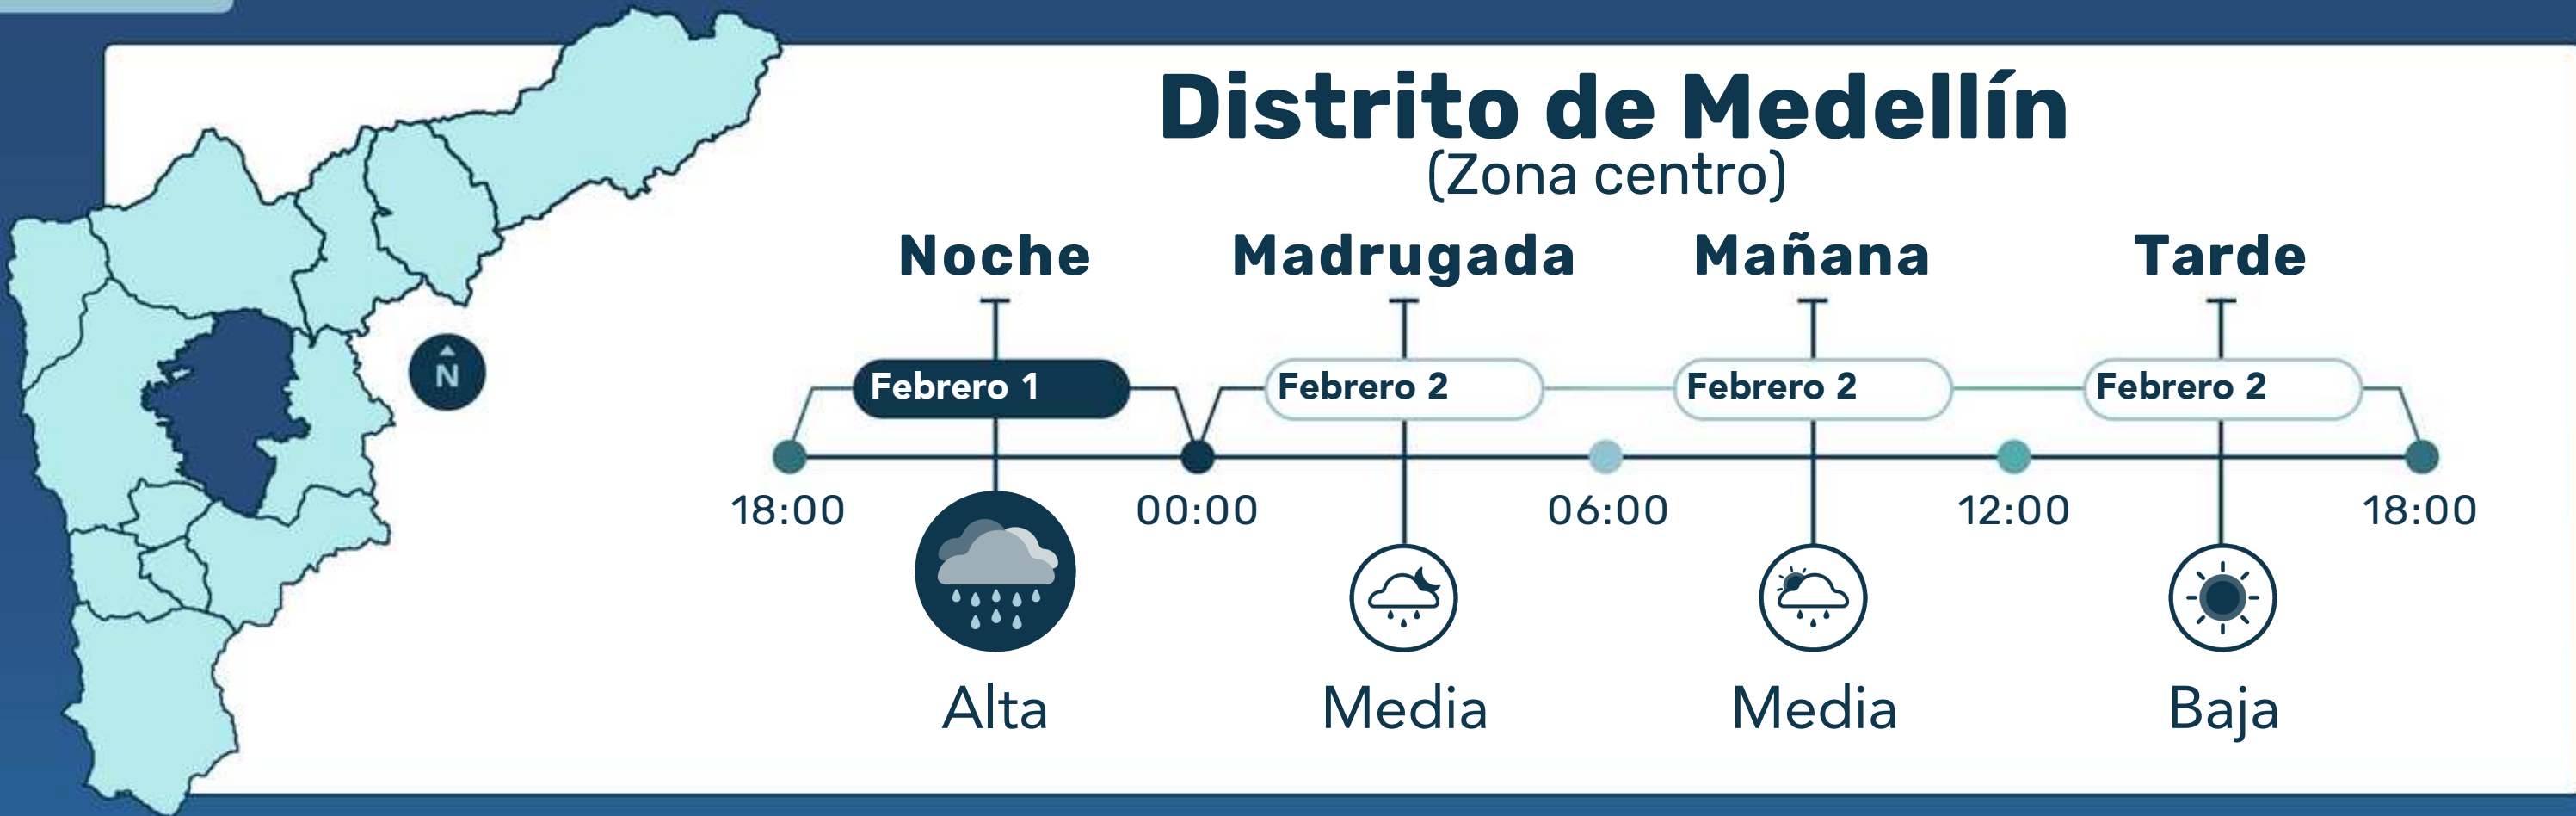 Distrito de Medellín
(Zona centro)
Noche Madrugada Mañana Tarde
Febrero 1 Febrero 2 Febrero 2 Febrero 2
N
18:00 00:00 06:00 12:00 18:00
Alta Media Media Baja